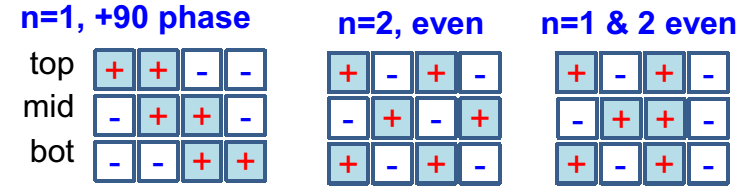 n=1, +90 phase n=2, even n=1 & 2 even
top + + - - + - + - + - + -
mid - + + - - + - + - + + -
bot - - + + + - + - + - + -